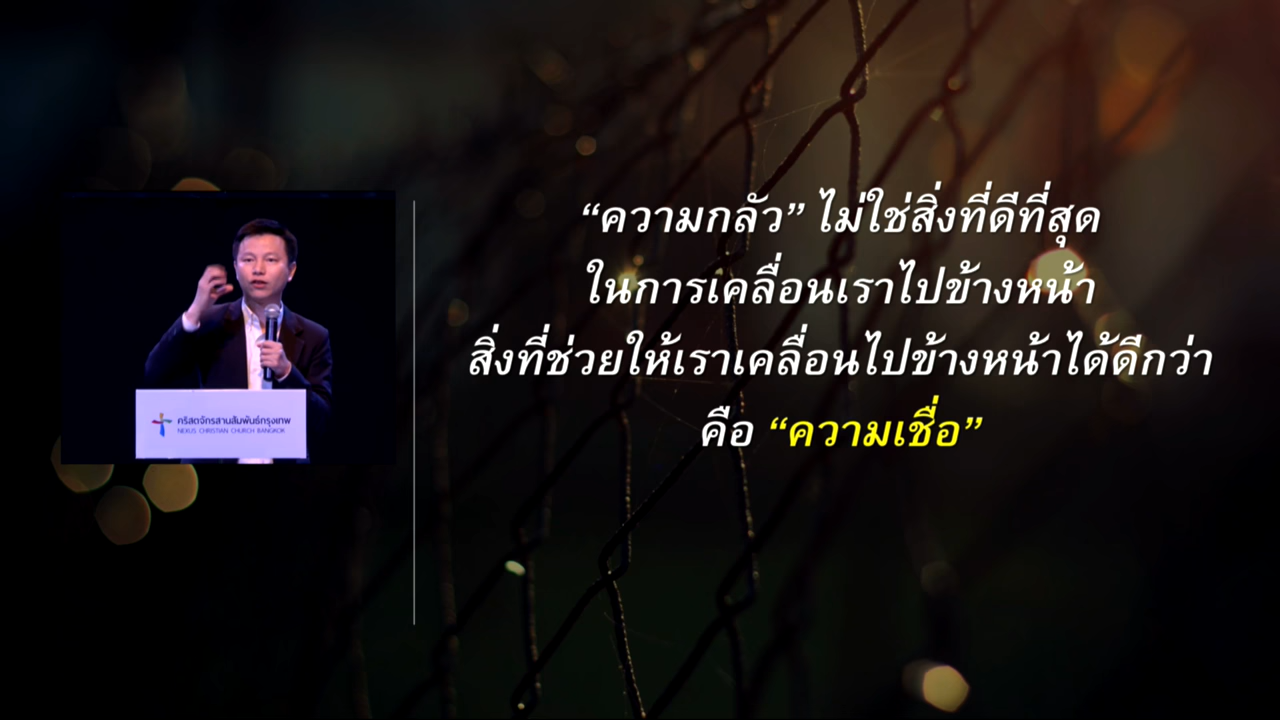 “ความกลัว” ไม่ใช่สิ่งที่ดีที่สุด
ในการเคลื่อนเราไปข้างหน้า
สิ่งที่ช่วยให้เราเคลื่อนไปข้างหน้าได้ดีกว่า
คือ “ความเชื่อ”
คริสตจักรสานสัมพันธ์กรุงเทพ
NEXUS CHRISTIAN CHURCH BANGKOK